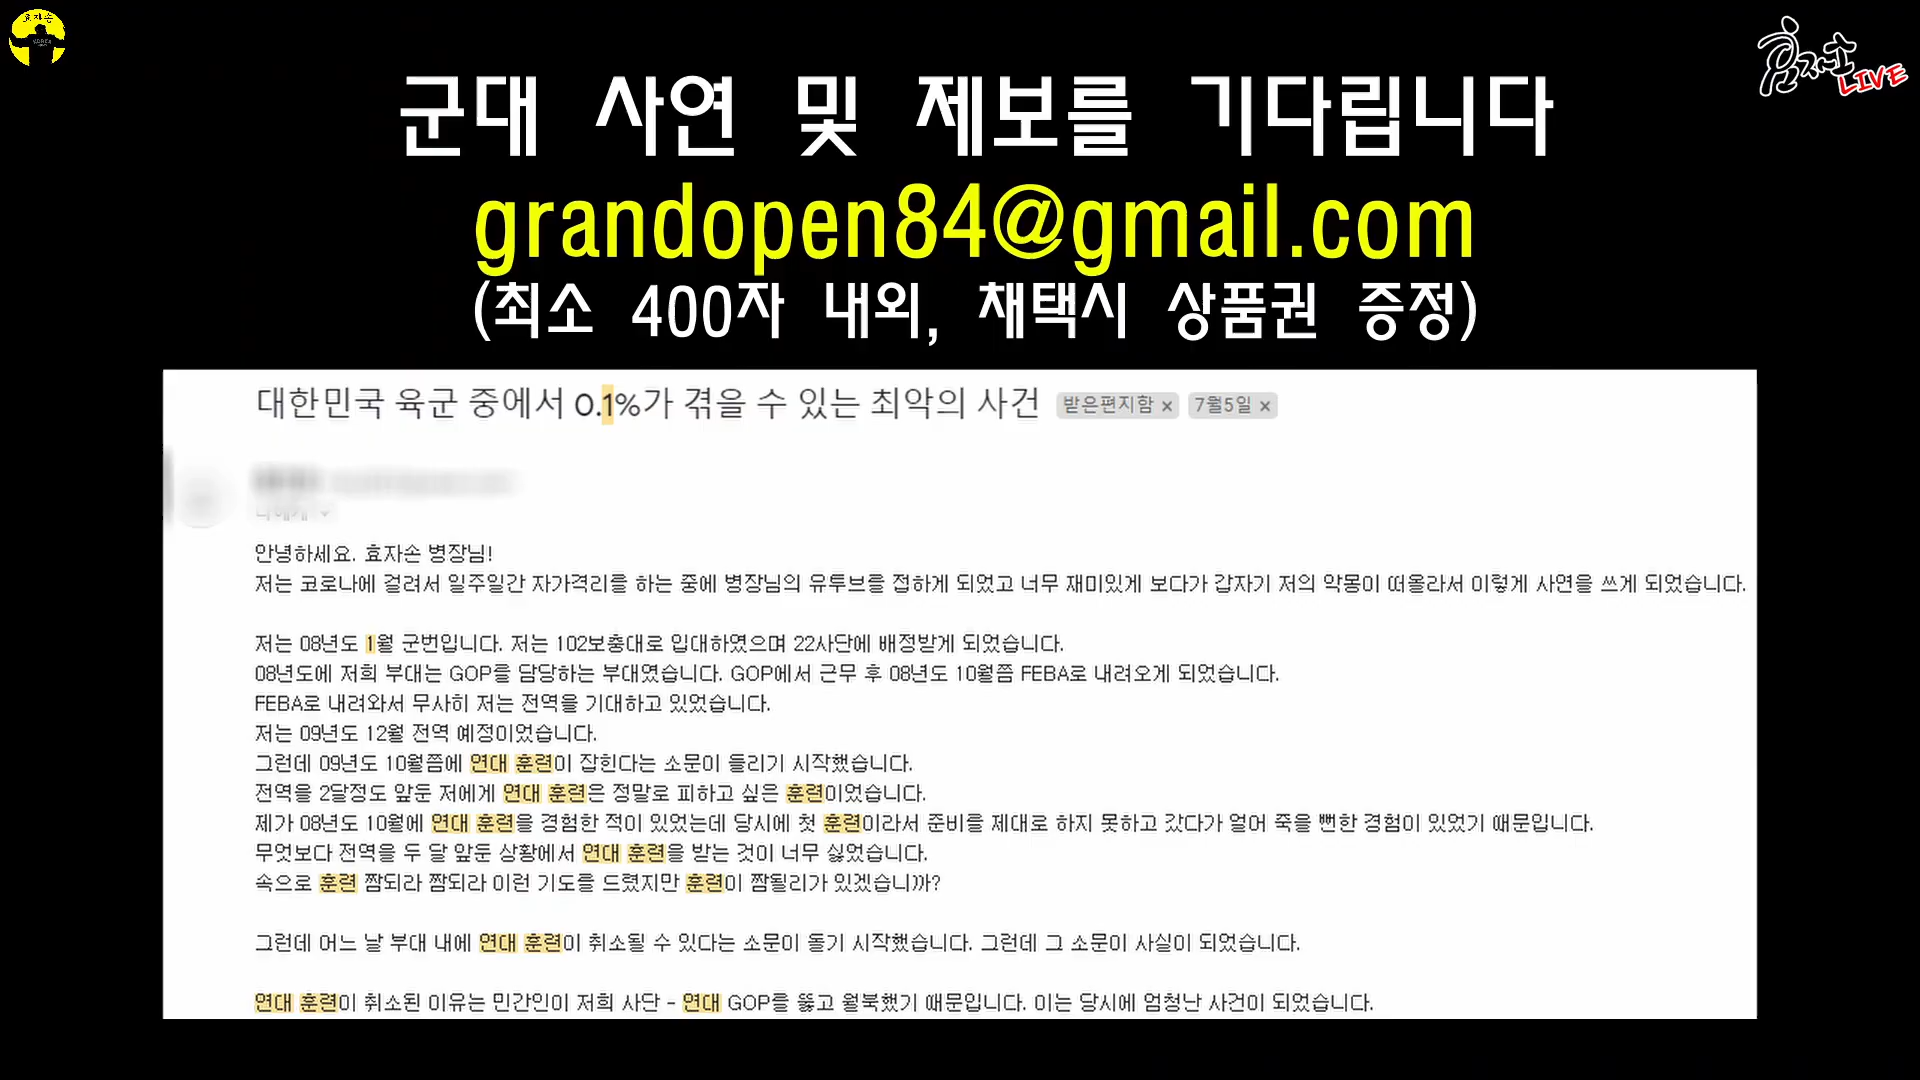 효자손
효자손 LIVE
군대 사연 및 제보를 기다립니다
grandopen84@gmail.com
(최소 400자 내외, 채택시 상품권 증정)
대한민국 육군 중에서 0.1%가 겪을 수 있는 최악의 사건 받은편지함 × 7월5일 ×
안녕하세요. 효자손 병장님!
저는 코로나에 걸려서 일주일간 자가격리를 하는 중에 병장님의 유투브를 접하게 되었고 너무 재미있게 보다가 갑자기 저의 악몽이 떠올라서 이렇게 사연을 쓰게 되었습니다.
저는 08년도 1월 군번입니다. 저는 102보충대로 입대하였으며 22사단에 배정받게 되었습니다.
08년도에 저희 부대는 GOP를 담당하는 부대였습니다. GOP에서 근무 후 08년도 10월쯤 FEBA로 내려오게 되었습니다.
FEBA로 내려와서 무사히 저는 전역을 기대하고 있었습니다.
저는 09년도 12월 전역 예정이었습니다.
그런데 09년도 10월쯤에 연대 훈련이 잡힌다는 소문이 들리기 시작했습니다.
전역을 2달정도 앞둔 저에게 연대 훈련은 정말로 피하고 싶은 훈련이었습니다.
제가 08년도 10월에 연대 훈련을 경험한 적이 있었는데 당시에 첫 훈련이라서 준비를 제대로 하지 못하고 갔다가 얼어 죽을 뻔한 경험이 있었기 때문입니다.
무엇보다 전역을 두 달 앞둔 상황에서 연대 훈련을 받는 것이 너무 싫었습니다.
속으로 훈련 짬되라 짬되라 이런 기도를 드렸지만 훈련이 짬될리가 있겠습니까?
그런데 어느 날 부대 내에 연대 훈련이 취소될 수 있다는 소문이 돌기 시작했습니다. 그런데 그 소문이 사실이 되었습니다.
연대 훈련이 취소된 이유는 민간인이 저희 사단 - 연대 GOP를 뚫고 월북했기 때문입니다. 이는 당시에 엄청난 사건이 되었습니다.